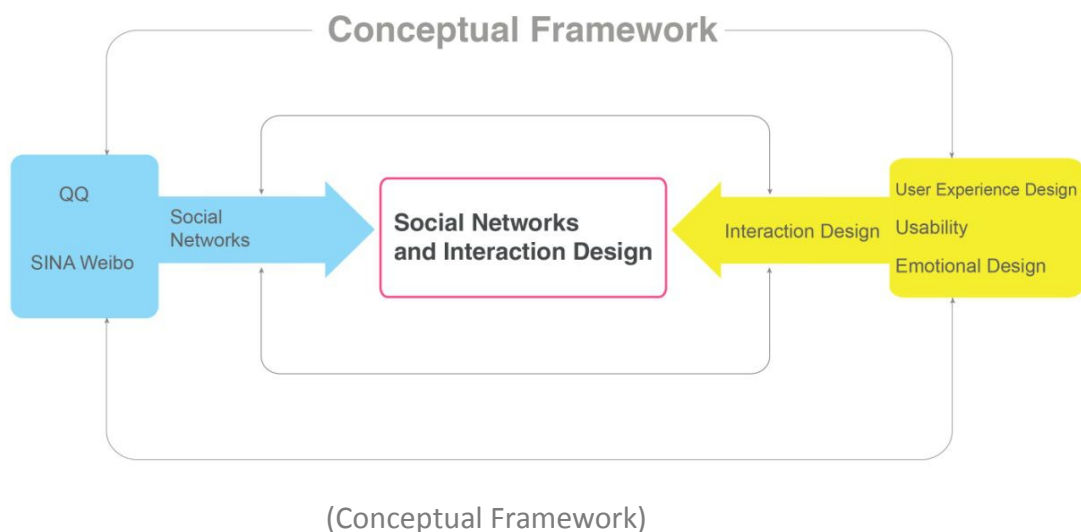 Conceptual Framework
QQ
SINA Weibo
Social
Networks
Social Networks
and Interaction Design
Interaction Design
User Experience Design
Usability
Emotional Design
(Conceptual Framework)